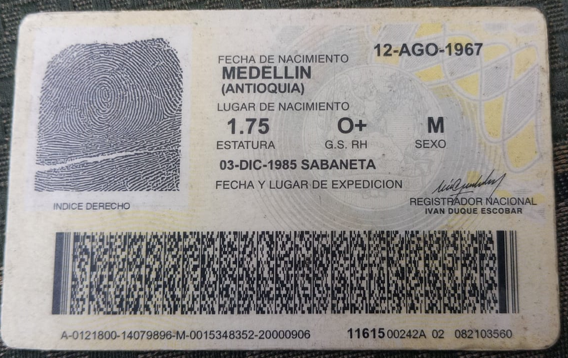 12-AGO-1967
FECHA DE NACIMIENTO
MEDELLIN
(ANTIOQUIA)
LUGAR DE NACIMIENTO
1.75 O+ M
ESTATURA G.S. RH SEXO
03-DIC-1985 SABANETA
FECHA Y LUGAR DE EXPEDICION
INDICE DERECHO
REGISTRADOR NACIONAL
IVAN DUQUE ESCOBAR
A-0121800-14079896-M-0015348352-20000906 11615 00242A 02 082103560